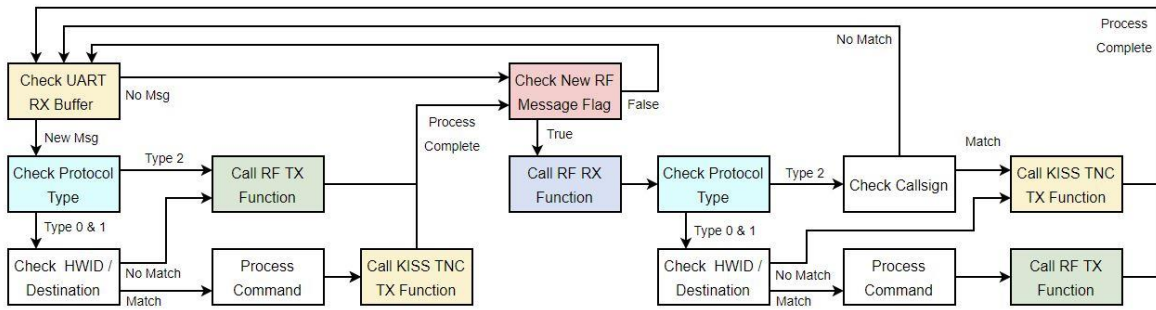 Process
Complete
No Match
Check UART
RX Buffer
No Msg
Check New RF
Message Flag
False
New Msg
Process
Complete
True
Match
Check Protocol
Type
Type 2
Call RF TX
Function
Call RF RX
Function
Check Protocol
Type
Type 2
Check Callsign
Call KISS TNC
TX Function
Type 0 & 1
Type 0 & 1
Check HWID /
Destination
No Match
Match
Process
Command
Call KISS TNC
TX Function
Check HWID /
Destination
No Match
Match
Process
Command
Call RF TX
Function